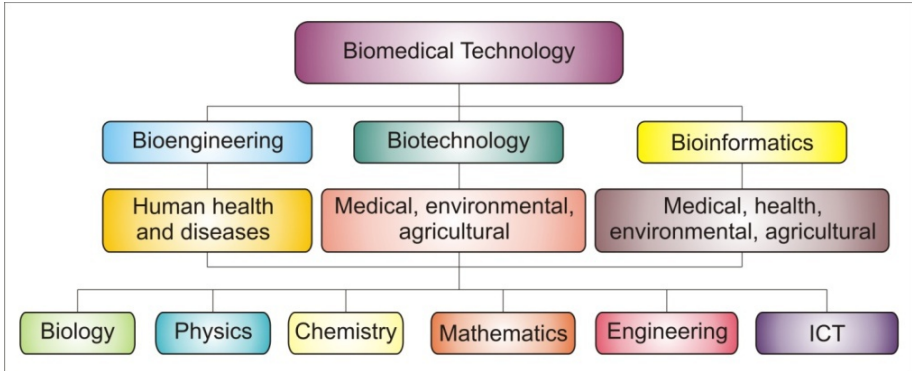 Biomedical Technology
Bioengineering
Biotechnology
Bioinformatics
Human health
and diseases
Medical, environmental,
agricultural
Medical, health,
environmental, agricultural
Biology
Physics
Chemistry
Mathematics
Engineering
ICT